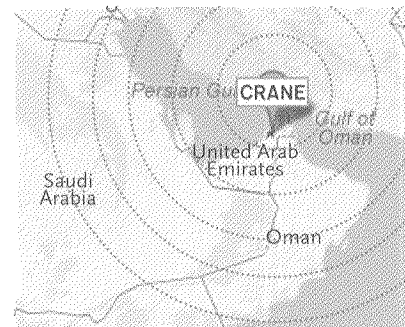 Persian Gu
CRANE
Gulf of
Oman
United Arab
Emirates
Saudi
Arabia
Oman